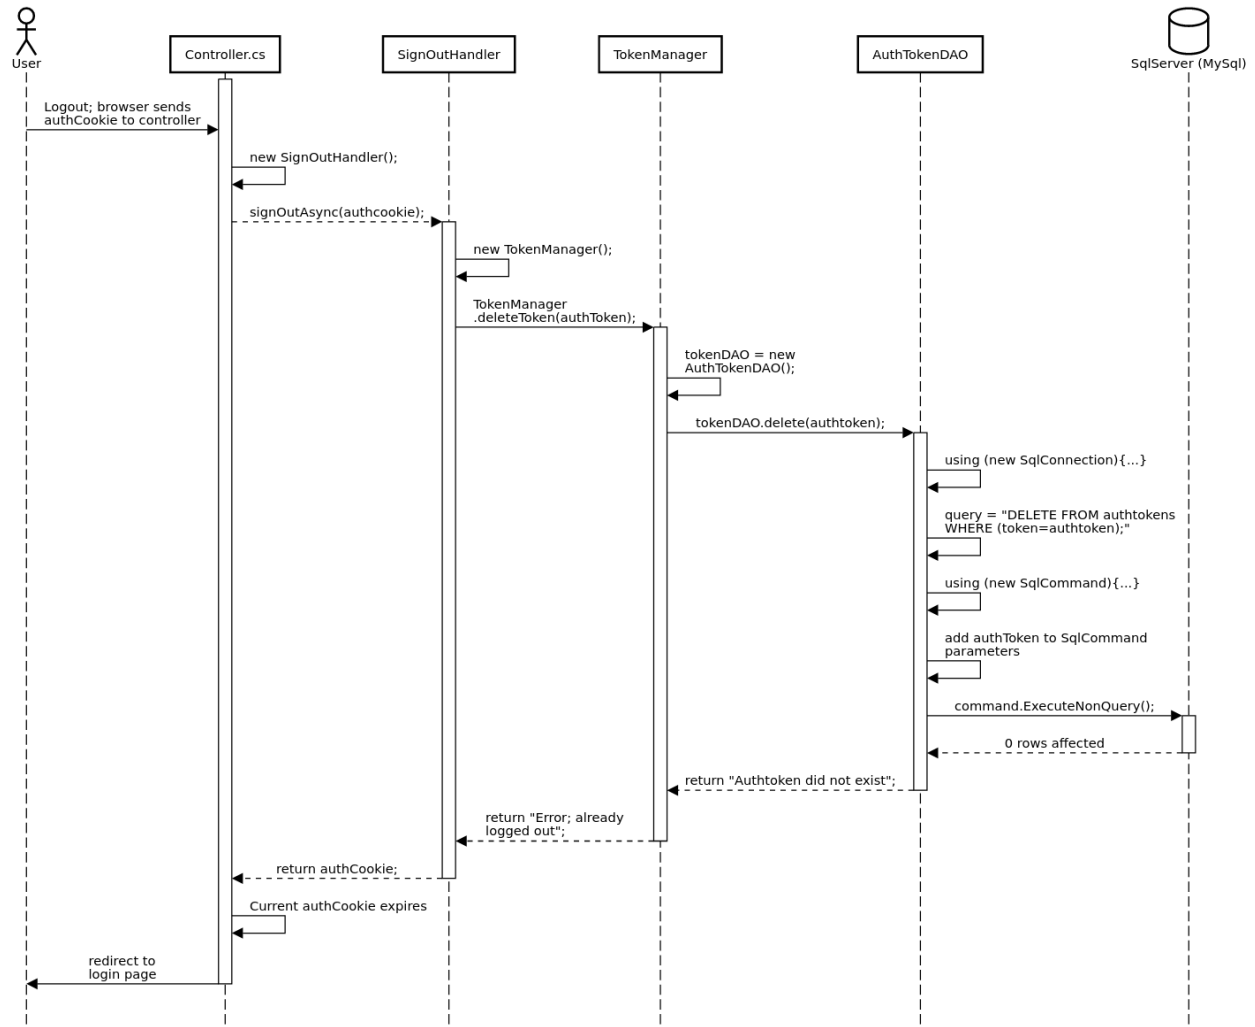 User
Controller.cs
SignOutHandler
TokenManager
AuthTokenDAO
SqlServer (MySql)
Logout; browser sends
authCookie to controller
new SignOutHandler();
signOutAsync(authcookie);
new TokenManager();
TokenManager
.deleteToken(authToken);
tokenDAO = new
AuthTokenDAO();
tokenDAO.delete(authtoken);
using (new SqlConnection){...}
query = "DELETE FROM authtokens
WHERE (token=authtoken);"
using (new SqlCommand){...}
add authToken to SqlCommand
parameters
command.ExecuteNonQuery();
0 rows affected
return "Authtoken did not exist";
return "Error; already
logged out";
return authCookie;
Current authCookie expires
redirect to
login page